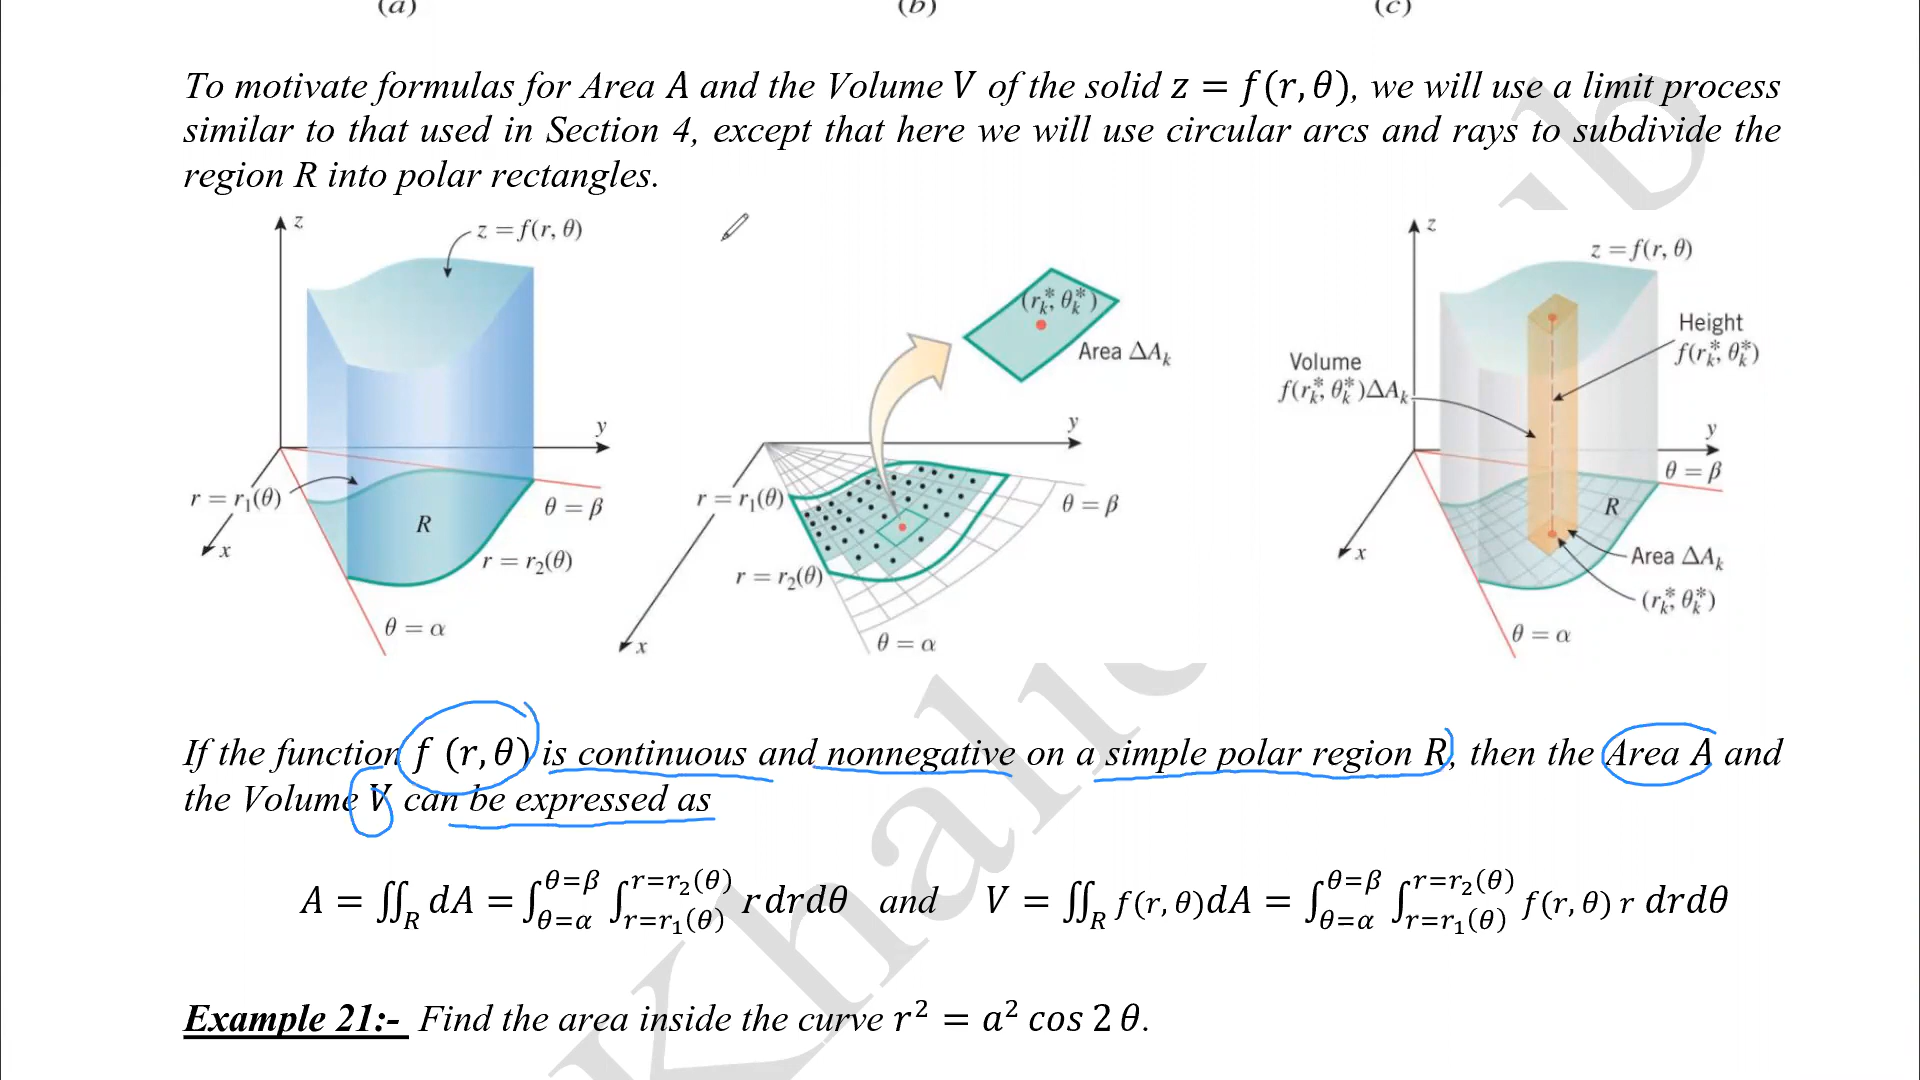 (a) (b) (c)
To motivate formulas for Area A and the Volume V of the solid z = f(r, θ), we will use a limit process
similar to that used in Section 4, except that here we will use circular arcs and rays to subdivide the
region R into polar rectangles.
z
z = f(r, θ)
y
r = r₁(θ)
R
θ = β
x
r = r₂(θ)
θ = α
(r*ₖ, θ*ₖ)
Area ΔAₖ
y
r = r₁(θ)
θ = β
r = r₂(θ)
θ = α
x
z
z = f(r, θ)
Height
f(r*ₖ, θ*ₖ)
Volume
f(r*ₖ, θ*ₖ)ΔAₖ
y
θ = β
R
x
Area ΔAₖ
(r*ₖ, θ*ₖ)
θ = α
If the function f (r, θ) is continuous and nonnegative on a simple polar region R, then the Area A and
the Volume V can be expressed as
A = ∬_R dA = ∫_{θ=α}^{θ=β} ∫_{r=r₁(θ)}^{r=r₂(θ)} rdrdθ and V = ∬_R f(r, θ)dA = ∫_{θ=α}^{θ=β} ∫_{r=r₁(θ)}^{r=r₂(θ)} f(r, θ) r drdθ
Example 21:- Find the area inside the curve r² = a² cos 2 θ.